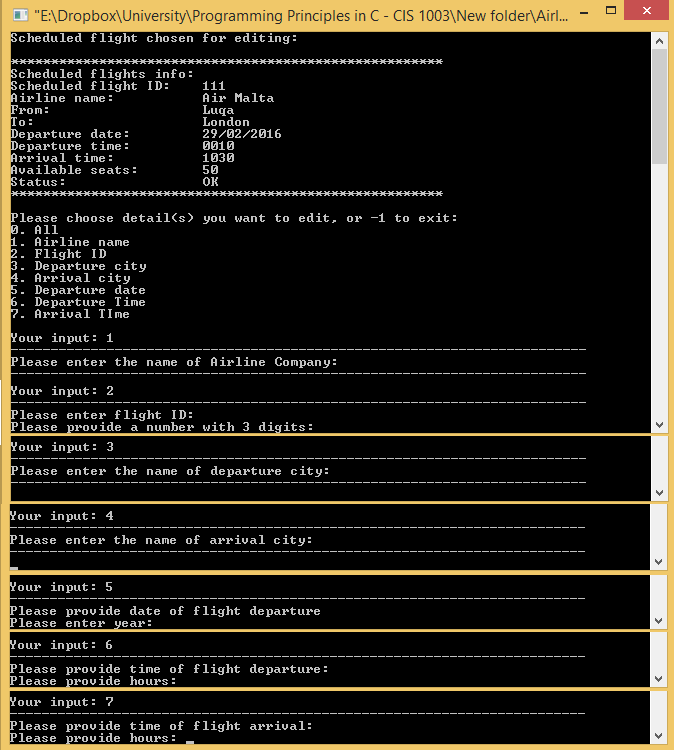 "E:\Dropbox\University\Programming Principles in C - CIS 1003\New folder\Airl...
Scheduled flight chosen for editing:
******************************************************
Scheduled flights info:
Scheduled flight ID: 111
Airline name: Air Malta
From: Luqa
To: London
Departure date: 29/02/2016
Departure time: 0010
Arrival time: 1030
Available seats: 50
Status: OK
******************************************************
Please choose detail(s) you want to edit, or -1 to exit:
0. All
1. Airline name
2. Flight ID
3. Departure city
4. Arrival city
5. Departure date
6. Departure Time
7. Arrival TIme
Your input: 1
------------------------------------------------------------------------
Please enter the name of Airline Company:
------------------------------------------------------------------------
Your input: 2
------------------------------------------------------------------------
Please enter flight ID:
Please provide a number with 3 digits:
Your input: 3
------------------------------------------------------------------------
Please enter the name of departure city:
------------------------------------------------------------------------
Your input: 4
------------------------------------------------------------------------
Please enter the name of arrival city:
------------------------------------------------------------------------
Your input: 5
------------------------------------------------------------------------
Please provide date of flight departure
Please enter year:
Your input: 6
------------------------------------------------------------------------
Please provide time of flight departure:
Please provide hours:
Your input: 7
------------------------------------------------------------------------
Please provide time of flight arrival:
Please provide hours: